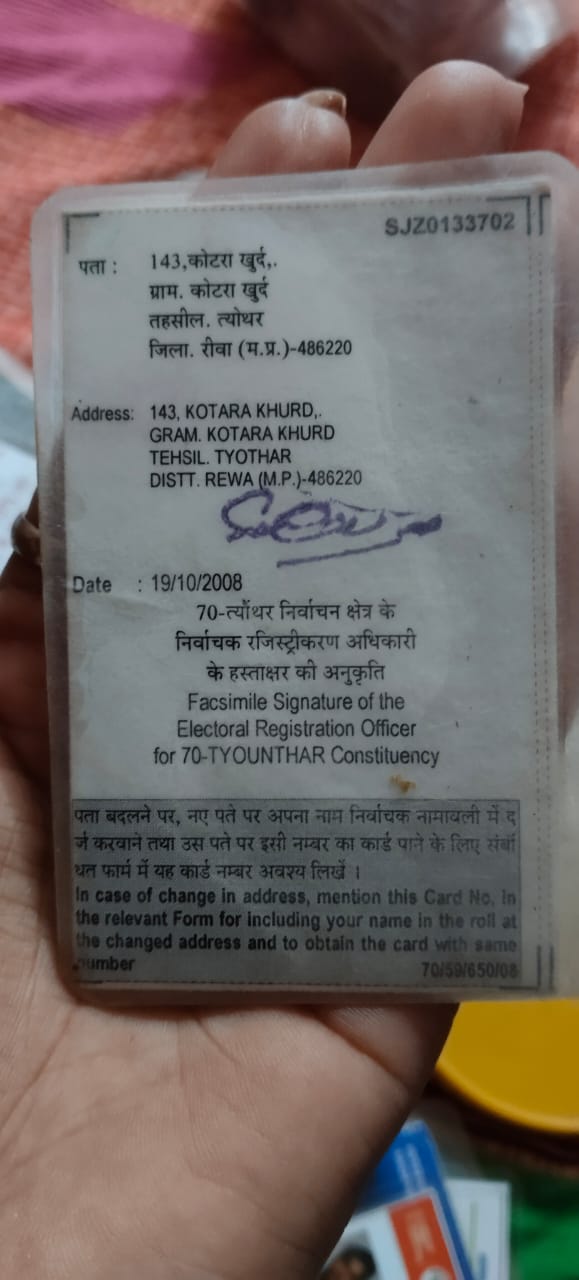 SJZ0133702
पता : 143,कोटरा खुर्द,.
ग्राम. कोटरा खुर्द
तहसील. त्योथर
जिला. रीवा (म.प्र.)-486220
Address: 143, KOTARA KHURD,.
GRAM. KOTARA KHURD
TEHSIL. TYOTHAR
DISTT. REWA (M.P.)-486220
Date : 19/10/2008
70-त्यौंथर निर्वाचन क्षेत्र के
निर्वाचक रजिस्ट्रीकरण अधिकारी
के हस्ताक्षर की अनुकृति
Facsimile Signature of the
Electoral Registration Officer
for 70-TYOUNTHAR Constituency
पता बदलने पर, नए पते पर अपना नाम निर्वाचक नामावली में द
र्ज करवाने तथा उस पते पर इसी नम्बर का कार्ड पाने के लिए संबं
धित फार्म में यह कार्ड नम्बर अवश्य लिखें ।
In case of change in address, mention this Card No. in
the relevant Form for including your name in the roll at
the changed address and to obtain the card with same
number 70/59/650/08